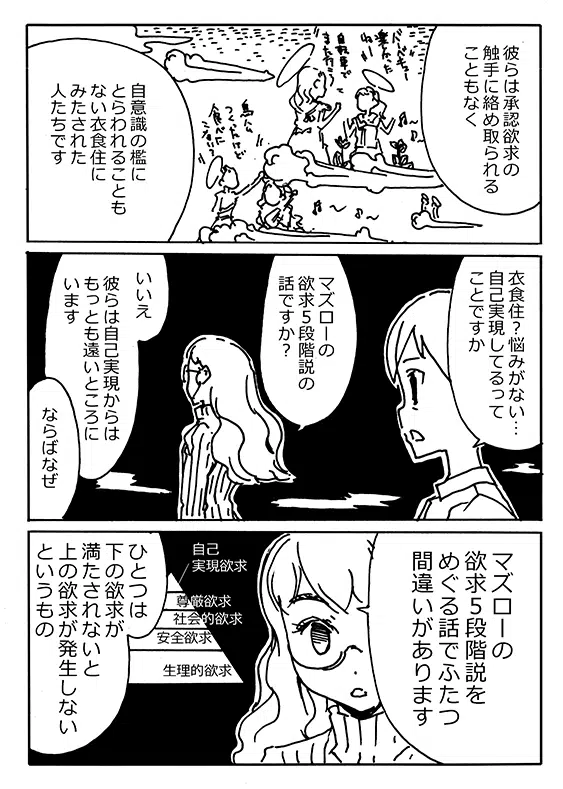 彼らは承認欲求の
触手に絡め取られる
こともなく
バーベキュー
楽しかった
ねー
自転車で
また行こうて
鳥さん
食べた
自意識の檻に
とらわれることも
ない衣食住に
みたされた
人たちです
衣食住?悩みがない…
自己実現してるって
ことですか
マズローの
欲求5段階説の
話ですか?
いいえ
彼らは自己実現からは
もっとも遠いところに
います
ならばなぜ
マズローの
欲求5段階説を
めぐる話でふたつ
間違いがあります
自己
実現欲求
尊厳欲求
社会的欲求
安全欲求
生理的欲求
ひとつは
下の欲求が
満たされないと
上の欲求が発生しない
というもの